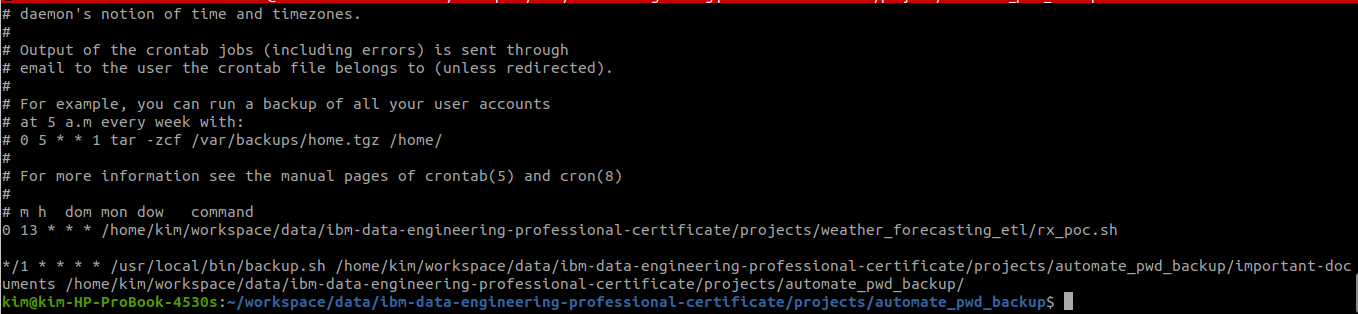 # daemon's notion of time and timezones.
#
# Output of the crontab jobs (including errors) is sent through
# email to the user the crontab file belongs to (unless redirected).
#
# For example, you can run a backup of all your user accounts
# at 5 a.m every week with:
# 0 5 * * 1 tar -zcf /var/backups/home.tgz /home/
#
# For more information see the manual pages of crontab(5) and cron(8)
#
# m h  dom mon dow   command
0 13 * * * /home/kim/workspace/data/ibm-data-engineering-professional-certificate/projects/weather_forecasting_etl/rx_poc.sh
*/1 * * * * /usr/local/bin/backup.sh /home/kim/workspace/data/ibm-data-engineering-professional-certificate/projects/automate_pwd_backup/important-doc
uments /home/kim/workspace/data/ibm-data-engineering-professional-certificate/projects/automate_pwd_backup/
kim@kim-HP-ProBook-4530s:~/workspace/data/ibm-data-engineering-professional-certificate/projects/automate_pwd_backup$